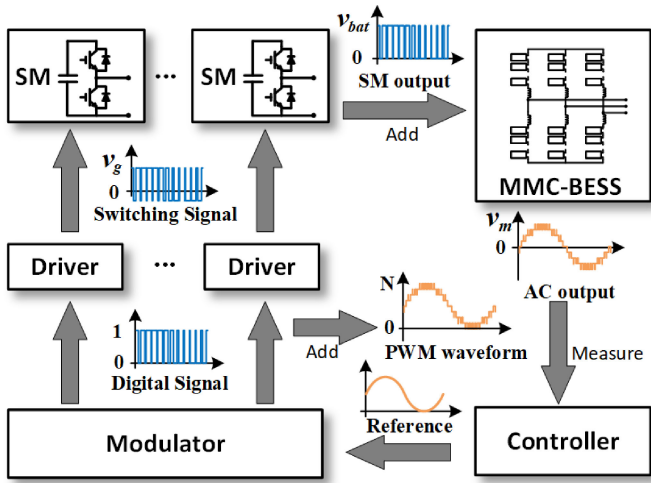 SM
...
SM
v_bat
0
SM output
Add
MMC-BESS
v_g
0
Switching Signal
v_m
0
AC output
Driver
...
Driver
1
0
Digital Signal
Add
N
0
PWM waveform
Measure
Reference
Modulator
Controller